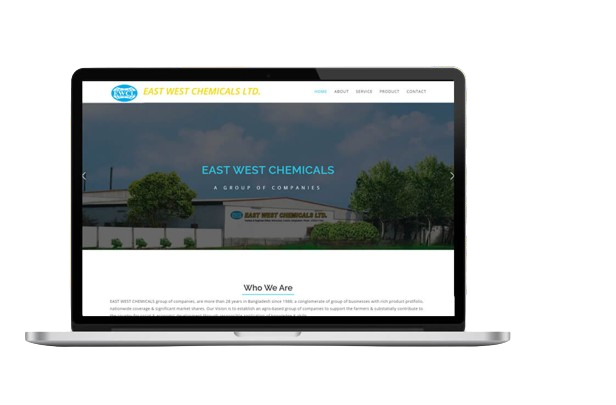 EWCL
EAST WEST CHEMICALS LTD.
HOME ABOUT SERVICE PRODUCT CONTACT
EAST WEST CHEMICALS
A GROUP OF COMPANIES
EAST WEST CHEMICALS LTD.
Who We Are
EAST WEST CHEMICALS group of companies, are more than 28 years in Bangladesh since 1980, a conglomerate of group of businesses with rich product portfolio,
nationwide coverage & significant market shares. Our Vision is to establish an agro-based group of companies to support the farmers & substantially contribute to